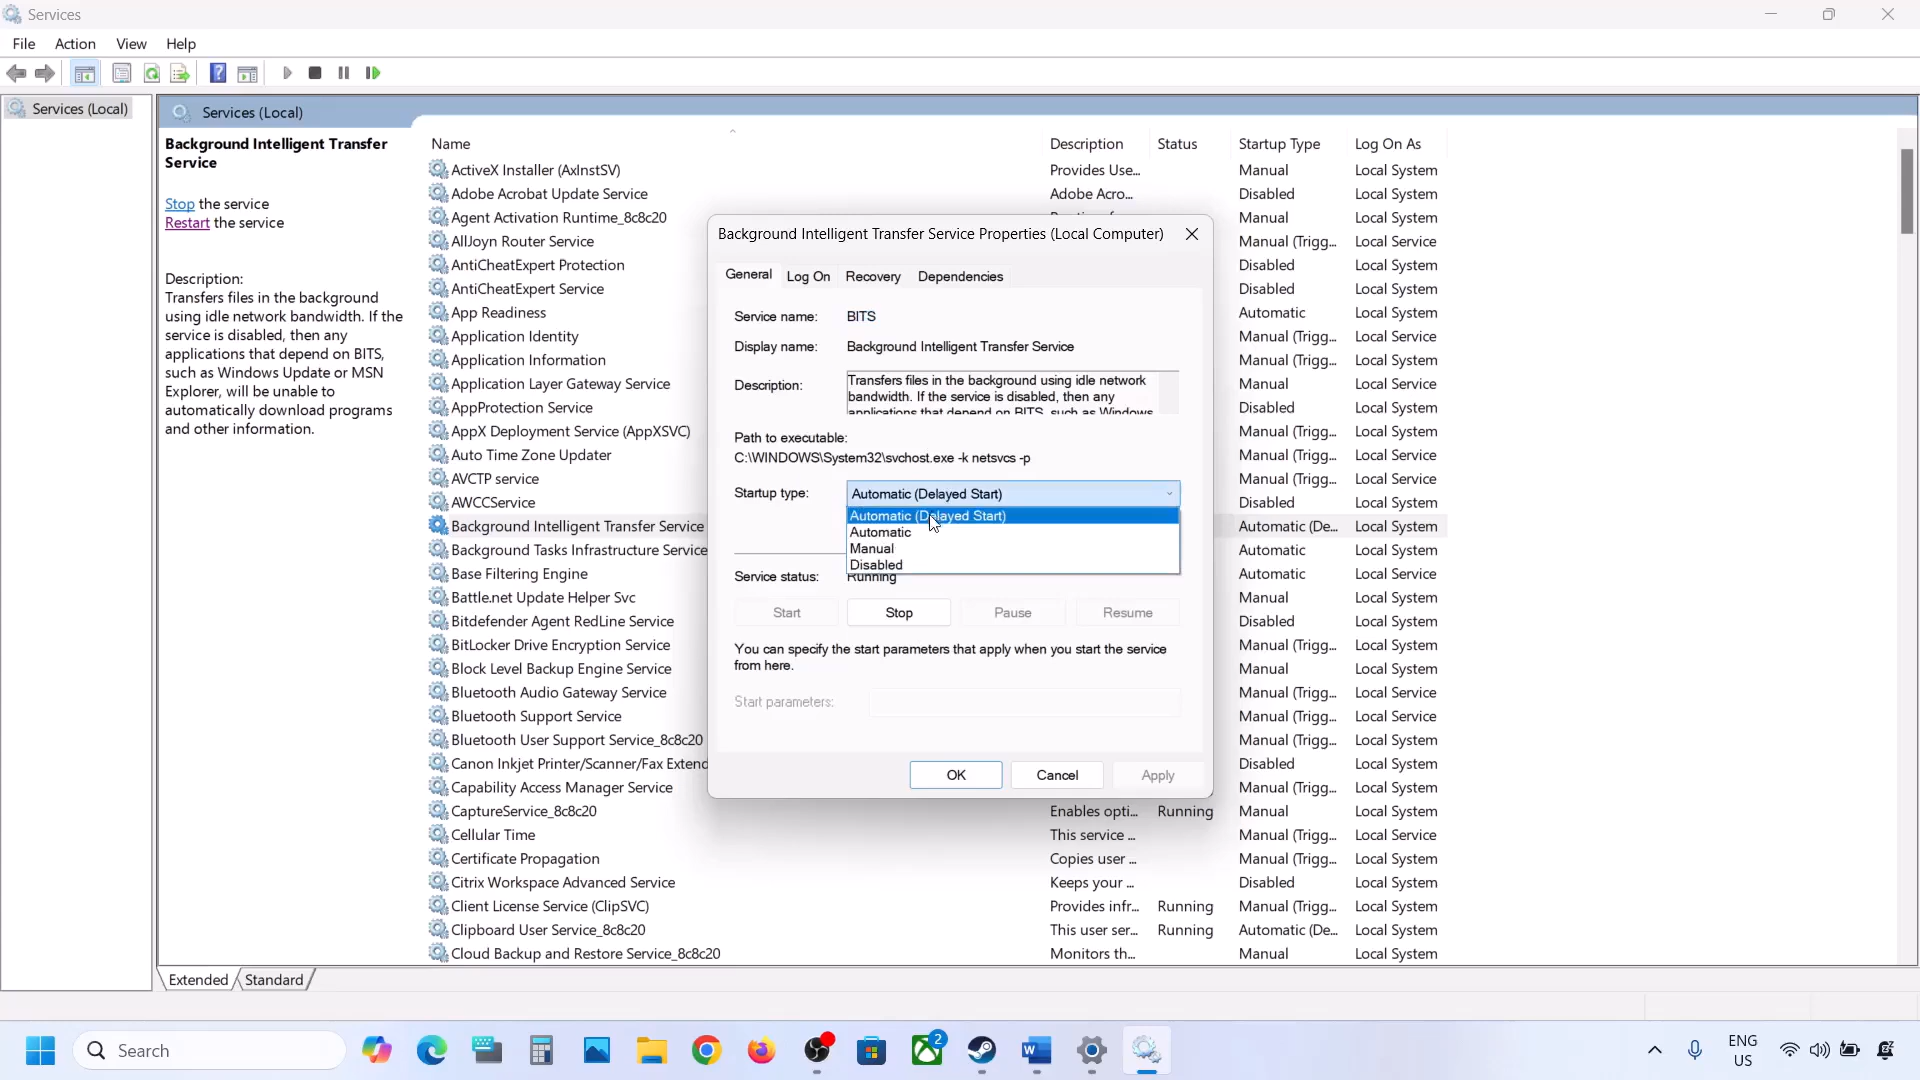 Services
File Action View Help
Services (Local)
Services (Local)
Background Intelligent Transfer
Service
Stop the service
Restart the service
Description:
Transfers files in the background
using idle network bandwidth. If the
service is disabled, then any
applications that depend on BITS,
such as Windows Update or MSN
Explorer, will be unable to
automatically download programs
and other information.
Name Description Status Startup Type Log On As
ActiveX Installer (AxInstSV) Provides Use... Manual Local System
Adobe Acrobat Update Service Adobe Acro... Disabled Local System
Agent Activation Runtime_8c8c20 Manual Local System
AllJoyn Router Service Manual (Trigg... Local Service
AntiCheatExpert Protection Disabled Local System
AntiCheatExpert Service Disabled Local System
App Readiness Automatic Local System
Application Identity Manual (Trigg... Local Service
Application Information Manual (Trigg... Local System
Application Layer Gateway Service Manual Local Service
AppProtection Service Disabled Local System
AppX Deployment Service (AppXSVC) Manual (Trigg... Local System
Auto Time Zone Updater Manual (Trigg... Local Service
AVCTP service Manual (Trigg... Local Service
AWCCService Disabled Local System
Background Intelligent Transfer Service Automatic (De... Local System
Background Tasks Infrastructure Service Automatic Local System
Base Filtering Engine Automatic Local Service
Battle.net Update Helper Svc Manual Local System
Bitdefender Agent RedLine Service Disabled Local System
BitLocker Drive Encryption Service Manual (Trigg... Local System
Block Level Backup Engine Service Manual Local System
Bluetooth Audio Gateway Service Manual (Trigg... Local Service
Bluetooth Support Service Manual (Trigg... Local Service
Bluetooth User Support Service_8c8c20 Manual (Trigg... Local System
Canon Inkjet Printer/Scanner/Fax Extend Disabled Local System
Capability Access Manager Service Manual (Trigg... Local System
CaptureService_8c8c20 Enables opti... Running Manual Local System
Cellular Time This service ... Manual (Trigg... Local Service
Certificate Propagation Copies user ... Manual (Trigg... Local System
Citrix Workspace Advanced Service Keeps your ... Disabled Local System
Client License Service (ClipSVC) Provides infr... Running Manual (Trigg... Local System
Clipboard User Service_8c8c20 This user ser... Running Automatic (De... Local System
Cloud Backup and Restore Service_8c8c20 Monitors th... Manual Local System
Background Intelligent Transfer Service Properties (Local Computer)
General Log On Recovery Dependencies
Service name: BITS
Display name: Background Intelligent Transfer Service
Description: Transfers files in the background using idle network
bandwidth. If the service is disabled, then any
applications that depend on BITS, such as Windows
Path to executable:
C:\WINDOWS\System32\svchost.exe -k netsvcs -p
Startup type: Automatic (Delayed Start)
Automatic (Delayed Start)
Automatic
Manual
Disabled
Service status: Running
Start Stop Pause Resume
You can specify the start parameters that apply when you start the service
from here.
Start parameters:
OK Cancel Apply
Extended Standard
Search
2
ENG
US